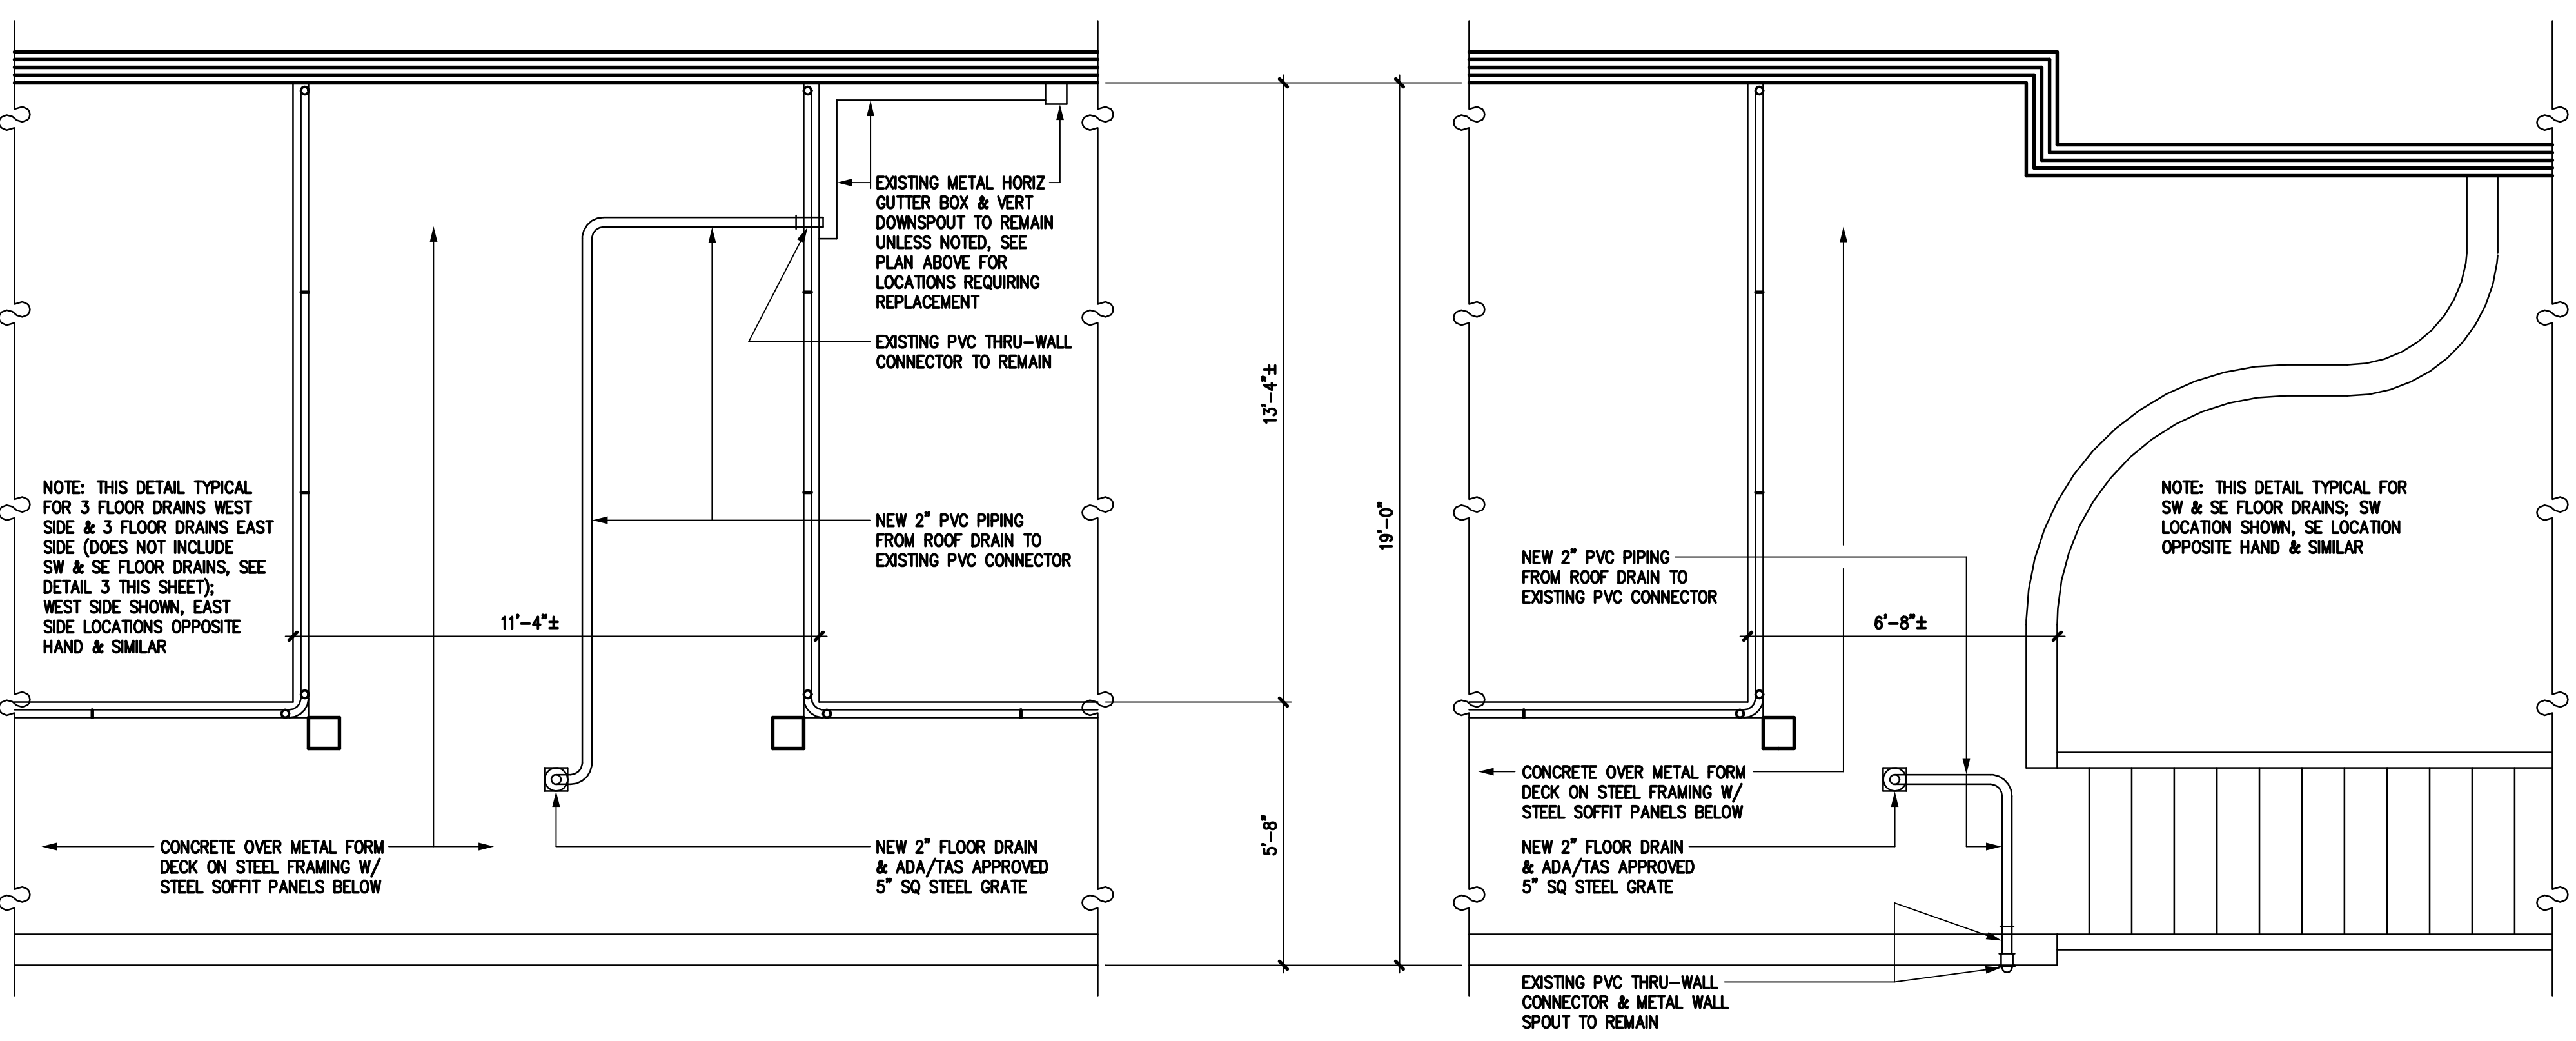 EXISTING METAL HORIZ
GUTTER BOX & VERT
DOWNSPOUT TO REMAIN
UNLESS NOTED, SEE
PLAN ABOVE FOR
LOCATIONS REQUIRING
REPLACEMENT
EXISTING PVC THRU-WALL
CONNECTOR TO REMAIN
NOTE: THIS DETAIL TYPICAL
FOR 3 FLOOR DRAINS WEST
SIDE & 3 FLOOR DRAINS EAST
SIDE (DOES NOT INCLUDE
SW & SE FLOOR DRAINS, SEE
DETAIL 3 THIS SHEET);
WEST SIDE SHOWN, EAST
SIDE LOCATIONS OPPOSITE
HAND & SIMILAR
NEW 2" PVC PIPING
FROM ROOF DRAIN TO
EXISTING PVC CONNECTOR
11'-4"±
CONCRETE OVER METAL FORM
DECK ON STEEL FRAMING W/
STEEL SOFFIT PANELS BELOW
NEW 2" FLOOR DRAIN
& ADA/TAS APPROVED
5" SQ STEEL GRATE
13'-4"±
5'-8"
19'-0"
NOTE: THIS DETAIL TYPICAL FOR
SW & SE FLOOR DRAINS; SW
LOCATION SHOWN, SE LOCATION
OPPOSITE HAND & SIMILAR
NEW 2" PVC PIPING
FROM ROOF DRAIN TO
EXISTING PVC CONNECTOR
6'-8"±
CONCRETE OVER METAL FORM
DECK ON STEEL FRAMING W/
STEEL SOFFIT PANELS BELOW
NEW 2" FLOOR DRAIN
& ADA/TAS APPROVED
5" SQ STEEL GRATE
EXISTING PVC THRU-WALL
CONNECTOR & METAL WALL
SPOUT TO REMAIN